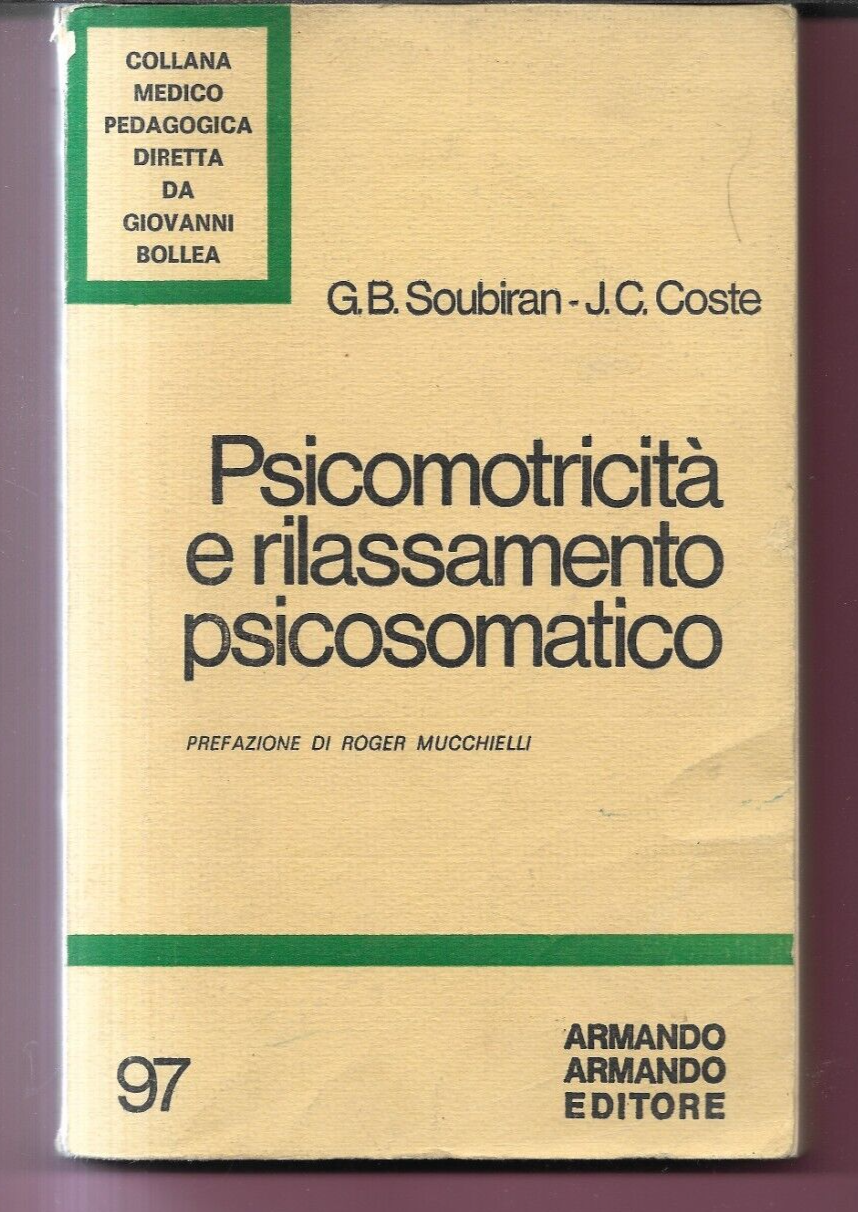 COLLANA
MEDICO
PEDAGOGICA
DIRETTA
DA
GIOVANNI
BOLLEA
G.B. Soubiran - J.C. Coste
Psicomotricità
e rilassamento
psicosomatico
PREFAZIONE DI ROGER MUCCHIELLI
97
ARMANDO
ARMANDO
EDITORE